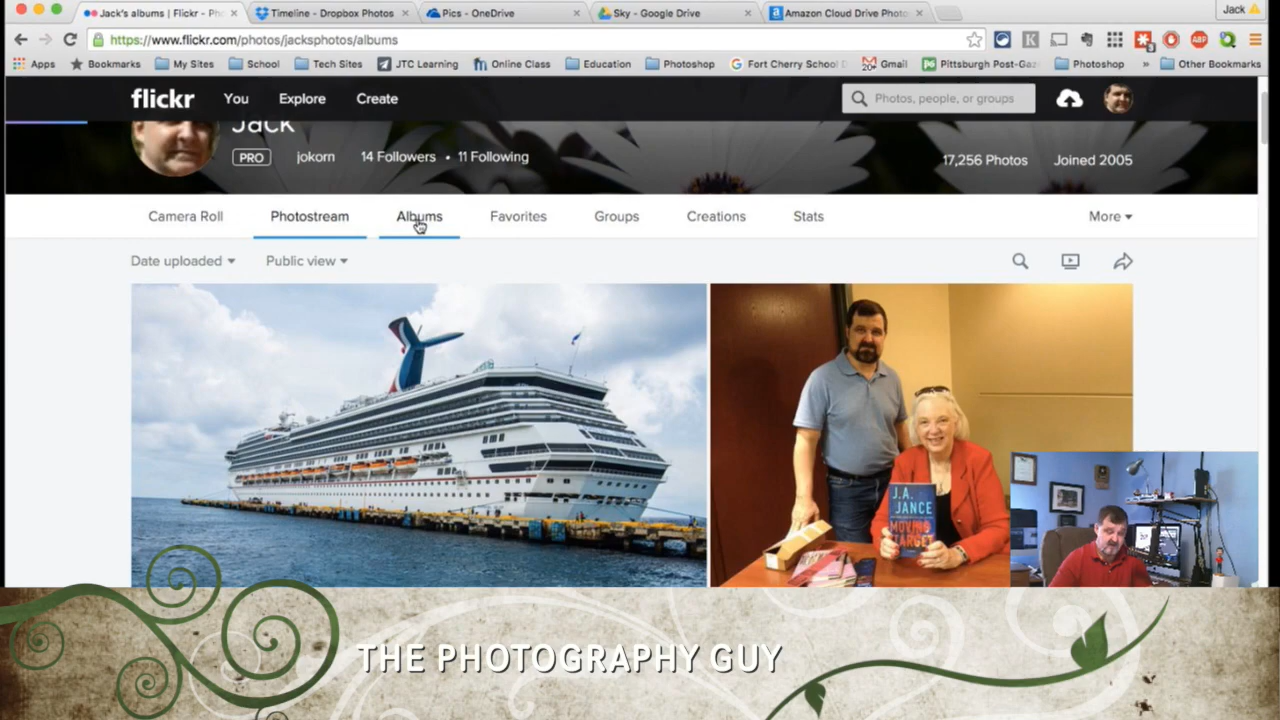 Jack's albums | Flickr - Pho
Timeline - Dropbox Photos
Pics - OneDrive
Sky - Google Drive
Amazon Cloud Drive Photo
Jack
https://www.flickr.com/photos/jacksphotos/albums
Apps
Bookmarks
My Sites
School
Tech Sites
JTC Learning
Online Class
Education
Photoshop
Fort Cherry School D
Gmail
Pittsburgh Post-Gaz
Photoshop
»
Other Bookmarks
flickr
You
Explore
Create
Photos, people, or groups
Jack
PRO
jokorn
14 Followers • 11 Following
17,256 Photos
Joined 2005
Camera Roll
Photostream
Albums
Favorites
Groups
Creations
Stats
More
Date uploaded
Public view
J.A.
JANCE
MOVING
TARGET
THE PHOTOGRAPHY GUY